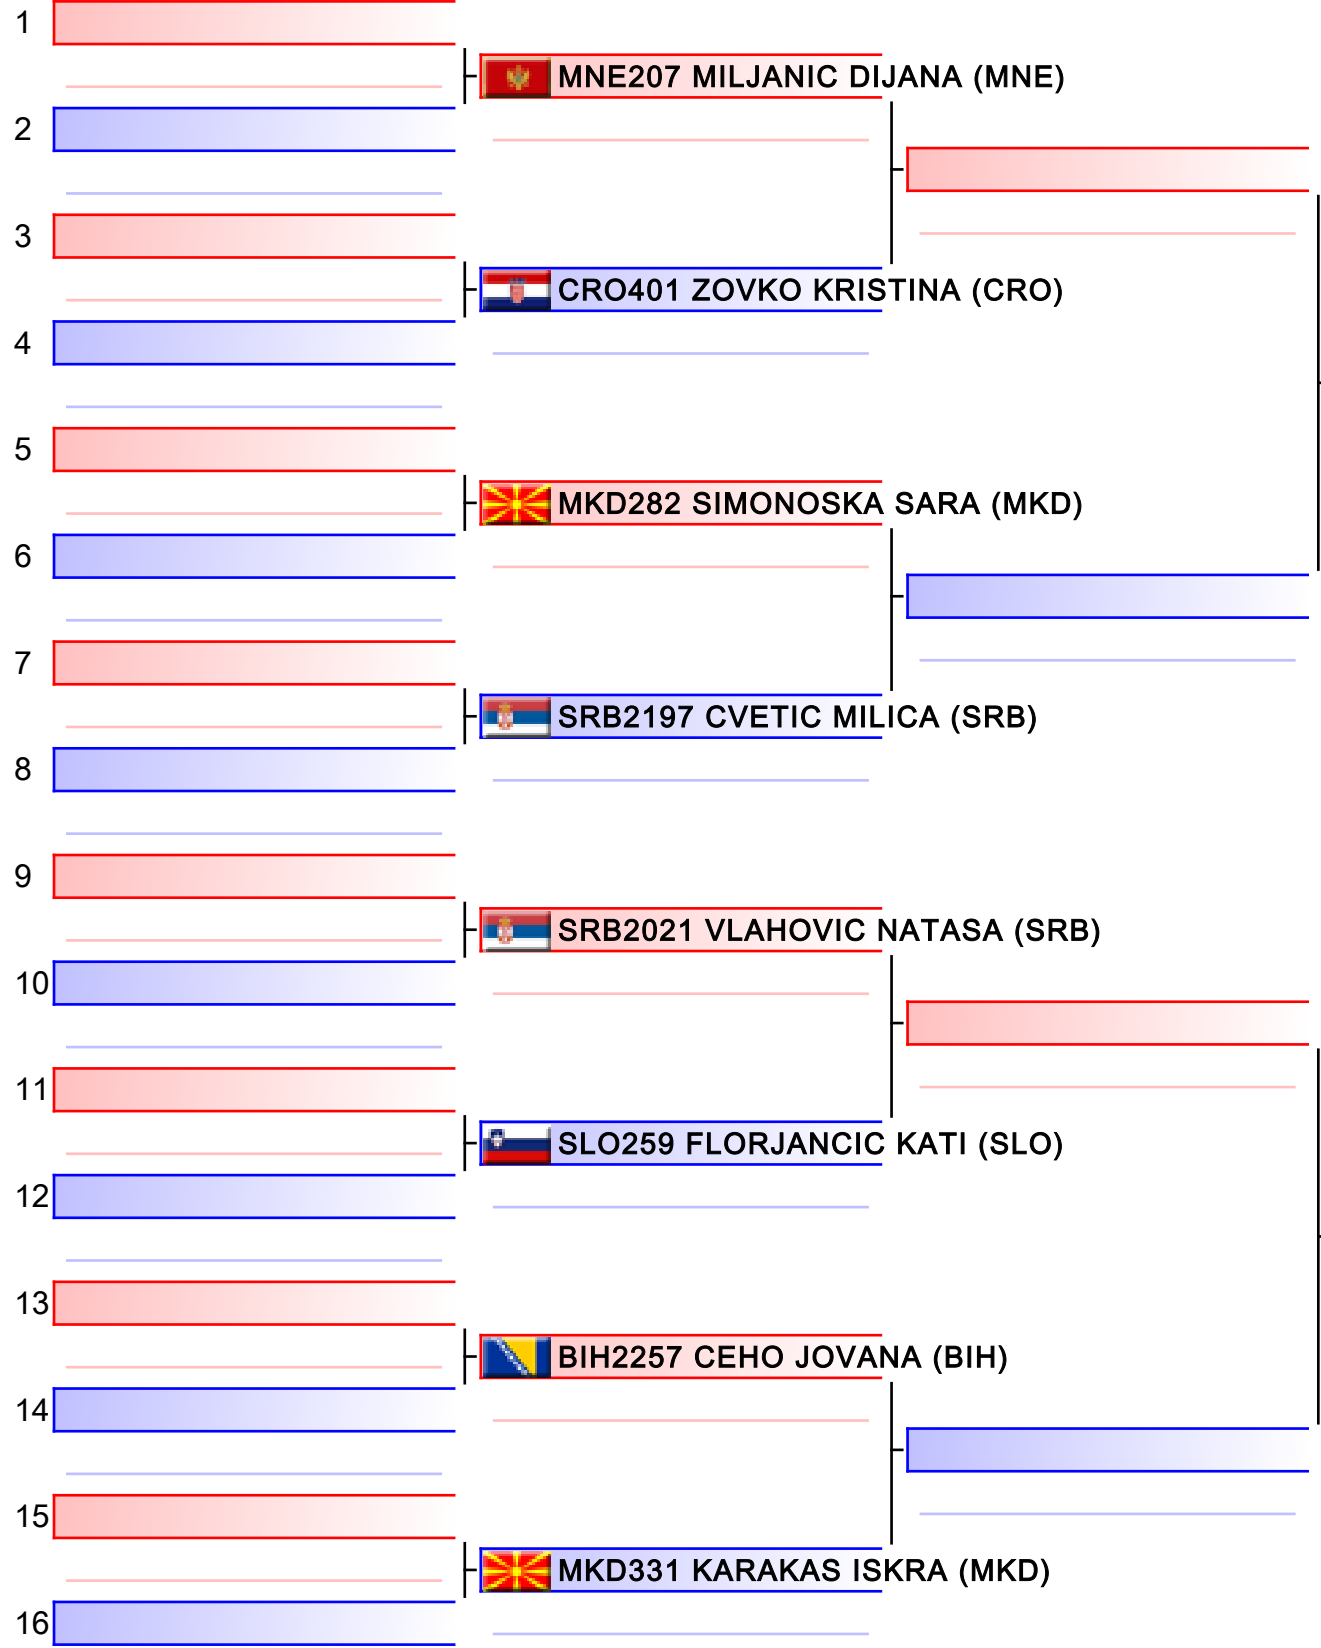 1
MNE207 MILJANIC DIJANA (MNE)
2
3
CRO401 ZOVKO KRISTINA (CRO)
4
5
MKD282 SIMONOSKA SARA (MKD)
6
7
SRB2197 CVETIC MILICA (SRB)
8
9
SRB2021 VLAHOVIC NATASA (SRB)
10
11
SLO259 FLORJANCIC KATI (SLO)
12
13
BIH2257 CEHO JOVANA (BIH)
14
15
MKD331 KARAKAS ISKRA (MKD)
16